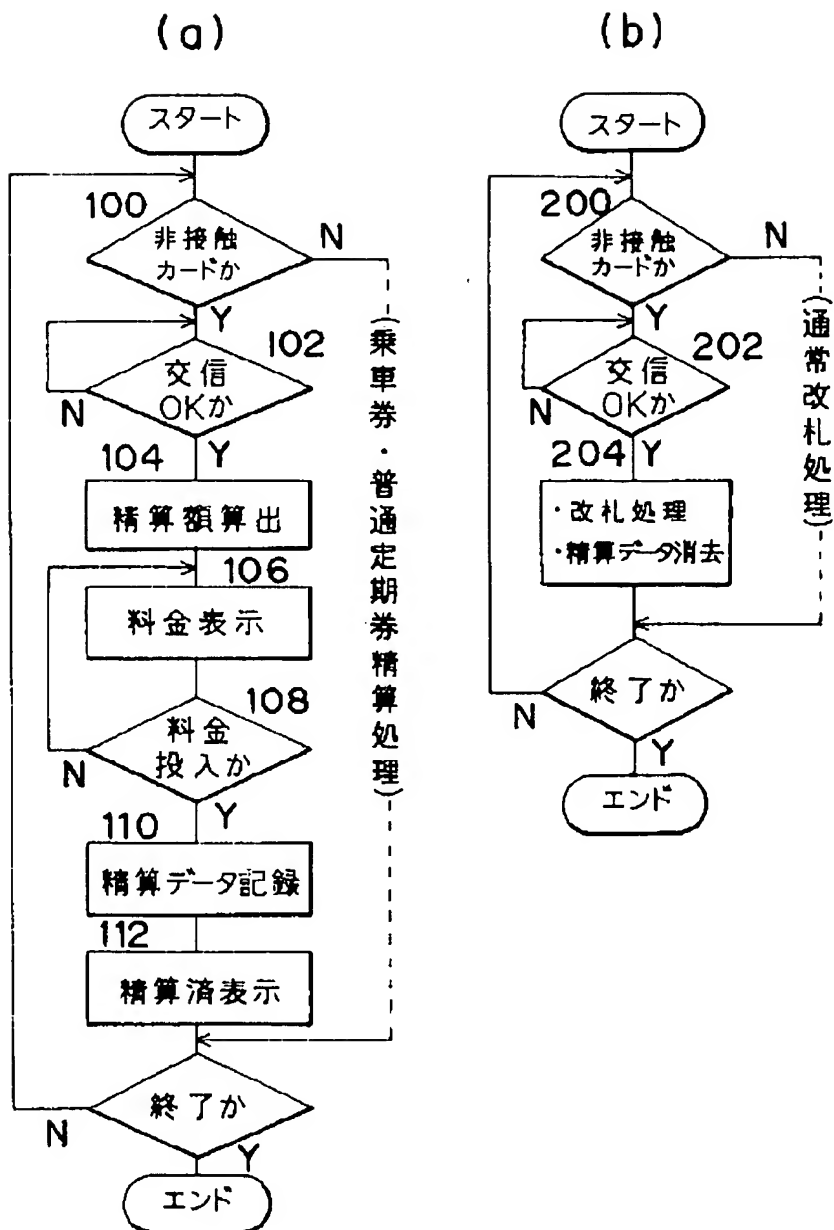 (a)
スタート
100
非接触
カードか
N
Y
102
交信
OKか
N
Y
104
精算額算出
106
料金表示
108
料金
投入か
N
Y
110
精算データ記録
112
精算済表示
終了か
N
Y
エンド
(乗車券・普通定期券精算処理)
(b)
スタート
200
非接触
カードか
N
Y
202
交信
OKか
N
Y
204
・改札処理
・精算データ消去
終了か
N
Y
エンド
(通常改札処理)